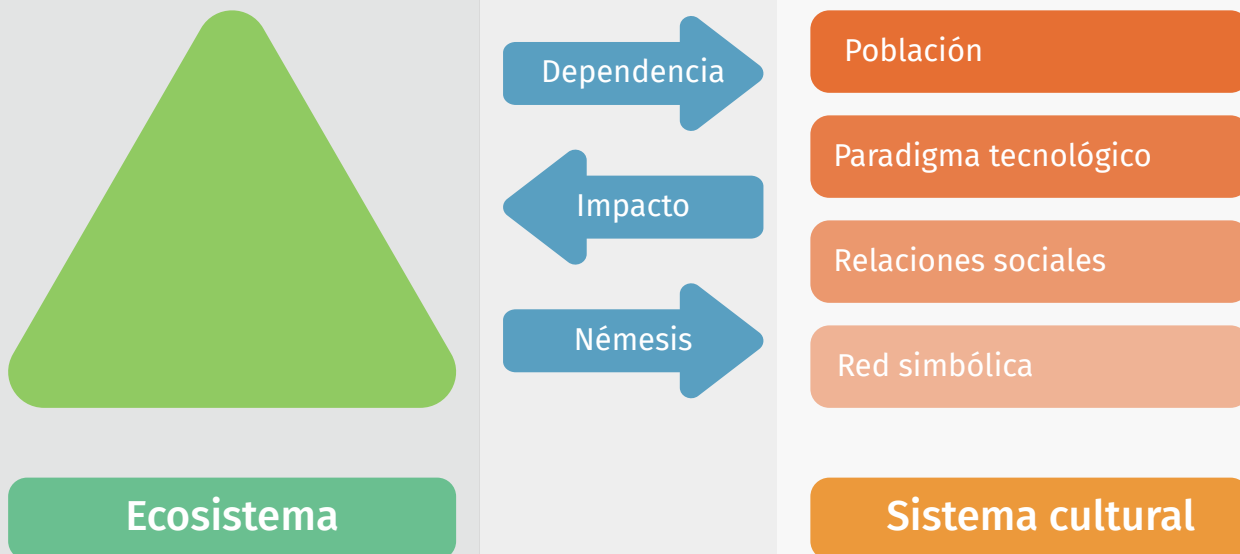 Dependencia
Impacto
Némesis
Población
Paradigma tecnológico
Relaciones sociales
Red simbólica
Ecosistema
Sistema cultural